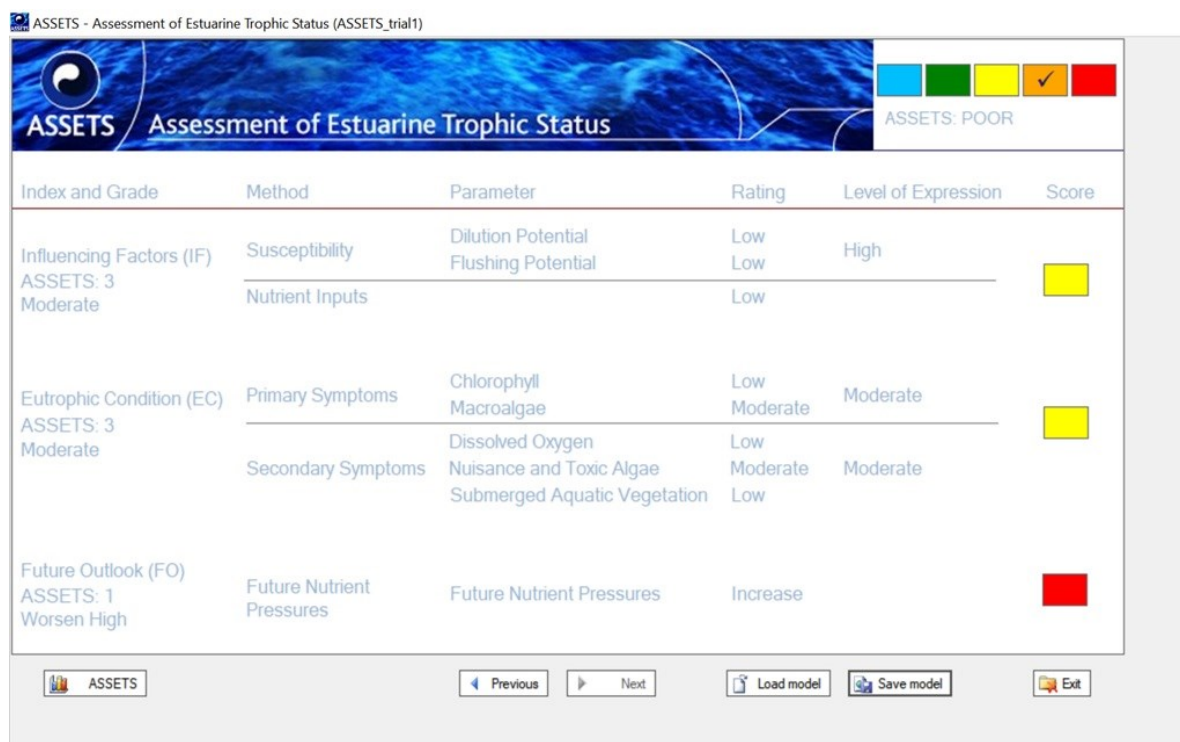 ASSETS - Assessment of Estuarine Trophic Status (ASSETS_trial1)
ASSETS Assessment of Estuarine Trophic Status
ASSETS: POOR
Index and Grade Method Parameter Rating Level of Expression Score
Influencing Factors (IF)
ASSETS: 3
Moderate
Susceptibility
Dilution Potential Low
Flushing Potential Low
High
Nutrient Inputs Low
Eutrophic Condition (EC)
ASSETS: 3
Moderate
Primary Symptoms
Chlorophyll Low
Macroalgae Moderate
Moderate
Secondary Symptoms
Dissolved Oxygen Low
Nuisance and Toxic Algae Moderate
Submerged Aquatic Vegetation Low
Moderate
Future Outlook (FO)
ASSETS: 1
Worsen High
Future Nutrient
Pressures
Future Nutrient Pressures Increase
ASSETS Previous Next Load model Save model Exit